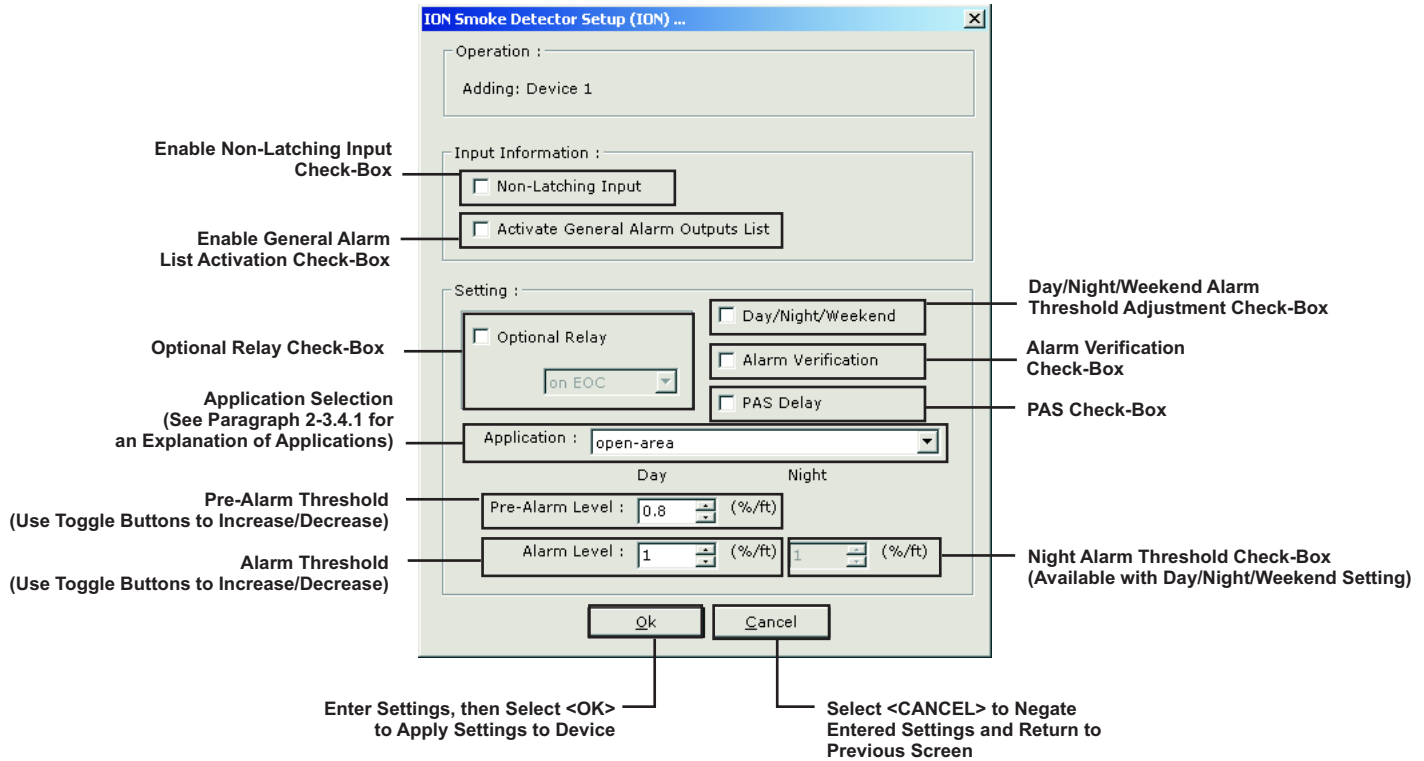 ION Smoke Detector Setup (ION) ...
Operation :
Adding: Device 1
Enable Non-Latching Input
Check-Box
Input Information :
Non-Latching Input
Enable General Alarm
List Activation Check-Box
Activate General Alarm Outputs List
Setting :
Optional Relay Check-Box
Optional Relay
on EOC
Day/Night/Weekend
Day/Night/Weekend Alarm
Threshold Adjustment Check-Box
Alarm Verification
Alarm Verification
Check-Box
PAS Delay
PAS Check-Box
Application Selection
(See Paragraph 2-3.4.1 for
an Explanation of Applications)
Application : open-area
Day Night
Pre-Alarm Threshold
(Use Toggle Buttons to Increase/Decrease)
Pre-Alarm Level : 0.8 (%/ft)
Alarm Threshold
(Use Toggle Buttons to Increase/Decrease)
Alarm Level : 1 (%/ft) 1 (%/ft)
Night Alarm Threshold Check-Box
(Available with Day/Night/Weekend Setting)
Ok Cancel
Enter Settings, then Select <OK>
to Apply Settings to Device
Select <CANCEL> to Negate
Entered Settings and Return to
Previous Screen